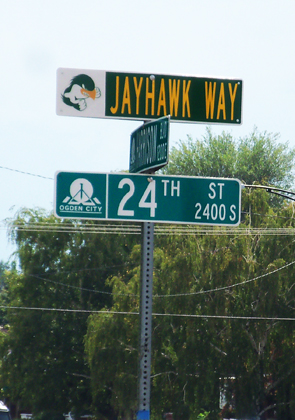 JAYHAWK WAY.
OGDEN CITY
24TH ST
2400 S